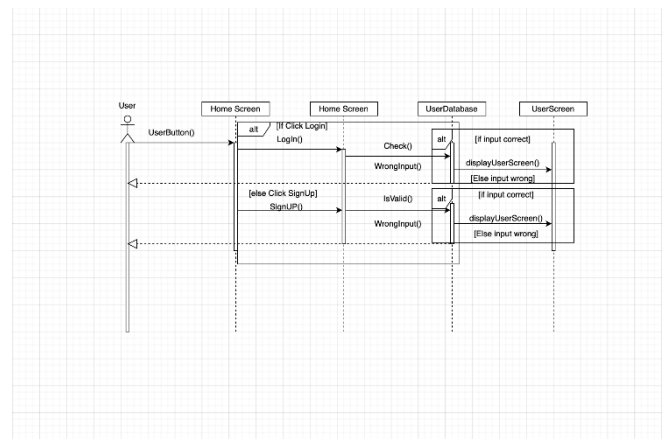 User
Home Screen
Home Screen
UserDatabase
UserScreen
UserButton()
alt
[If Click Login]
LogIn()
Check()
alt
[if input correct]
displayUserScreen()
WrongInput()
[Else input wrong]
[else Click SignUp]
SignUP()
IsValid()
alt
[if input correct]
displayUserScreen()
WrongInput()
[Else input wrong]